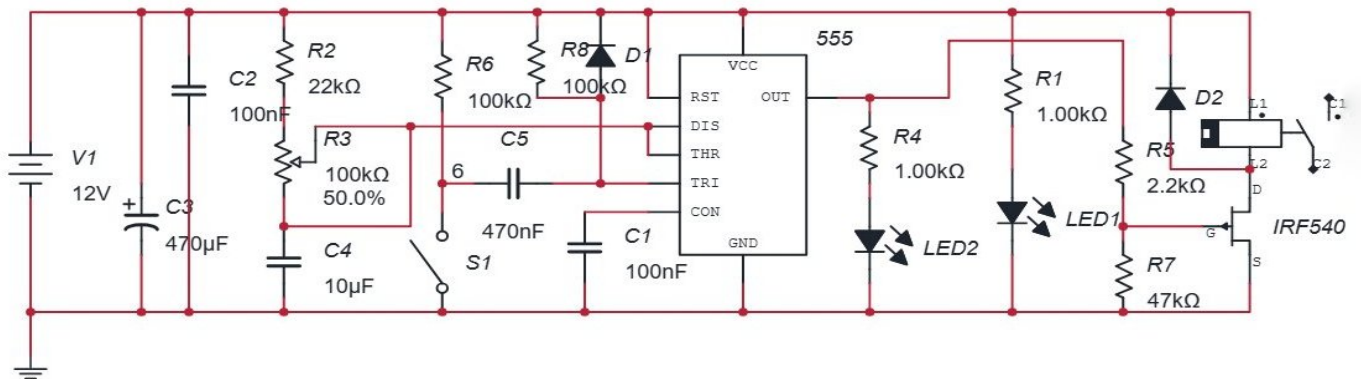 555
R2
22kΩ
C2
100nF
R6
100kΩ
R8
100kΩ
D1
VCC
RST
OUT
DIS
THR
TRI
CON
GND
R1
1.00kΩ
D2
L1
C1
L2
C2
V1
12V
R3
100kΩ
50.0%
C5
6
470nF
R4
1.00kΩ
R5
2.2kΩ
C3
+
470µF
C4
10µF
S1
C1
100nF
LED2
LED1
D
G
S
IRF540
R7
47kΩ